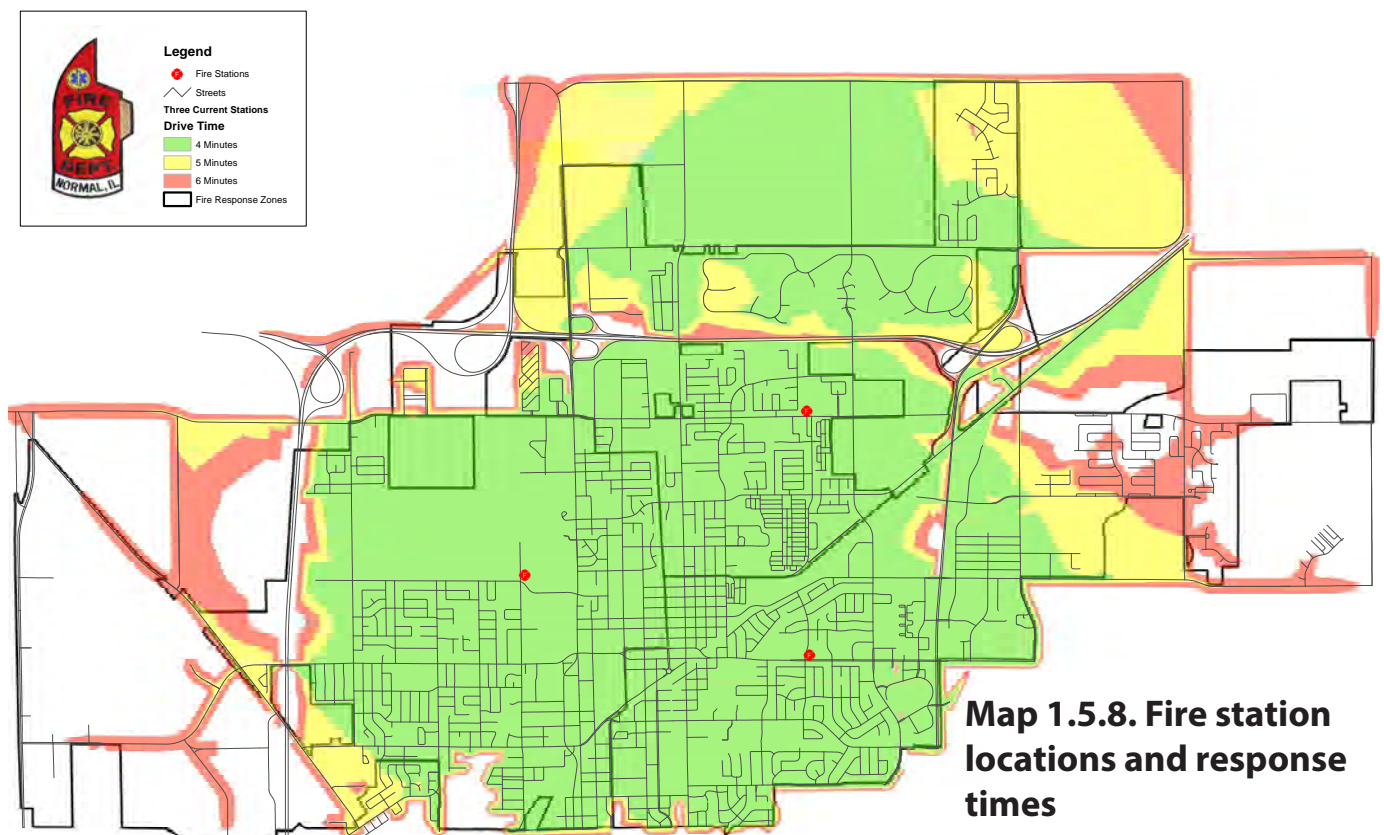 FIRE
DEPT.
NORMAL, IL
Legend
F Fire Stations
Streets
Three Current Stations
Drive Time
4 Minutes
5 Minutes
6 Minutes
Fire Response Zones
F
F
F
Map 1.5.8. Fire station
locations and response
times